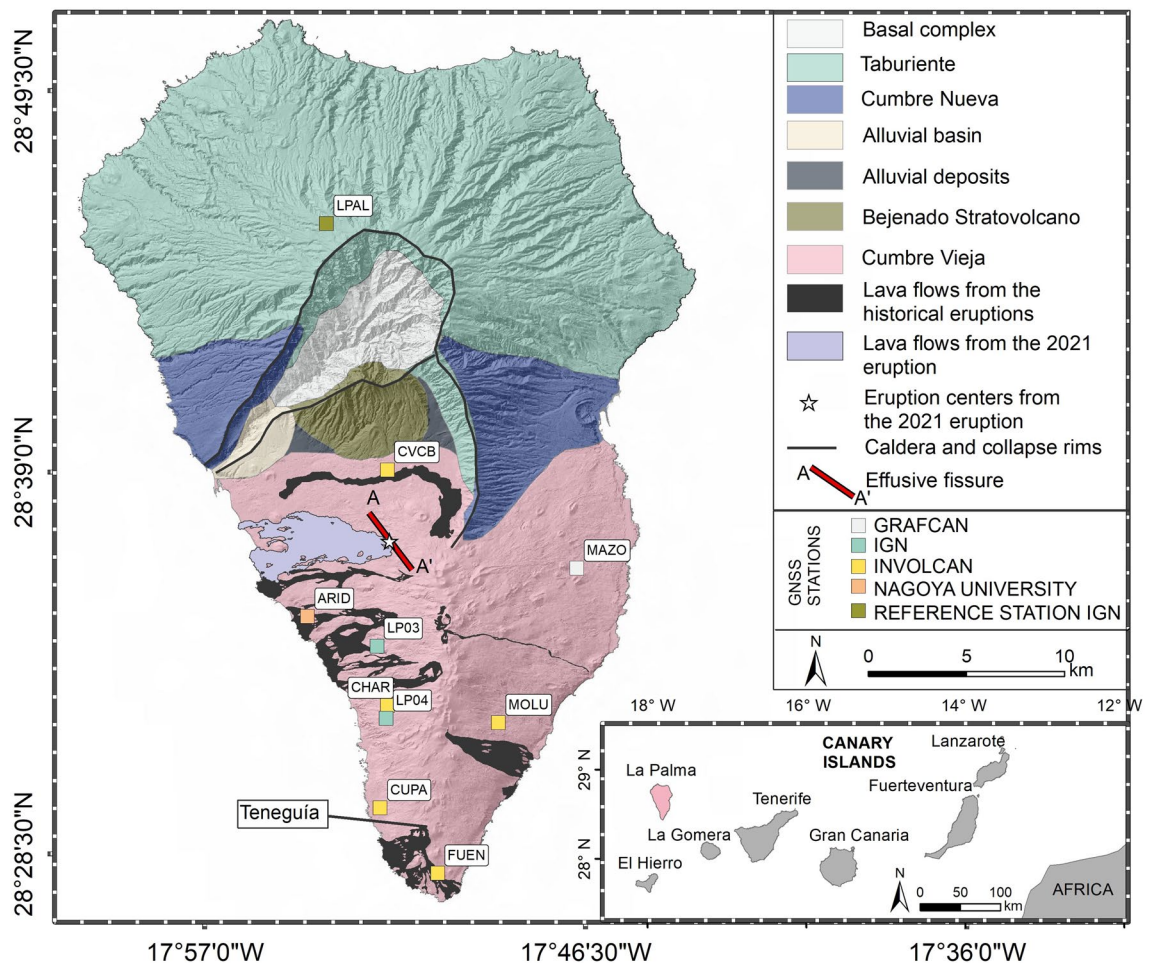 28°49'30"N
28°39'0"N
28°28'30"N
17°57'0"W
17°46'30"W
17°36'0"W
LPAL
CVCB
A
A'
MAZO
ARID
LP03
CHAR
LP04
MOLU
CUPA
Teneguía
FUEN
Basal complex
Taburiente
Cumbre Nueva
Alluvial basin
Alluvial deposits
Bejenado Stratovolcano
Cumbre Vieja
Lava flows from the
historical eruptions
Lava flows from the 2021
eruption
Eruption centers from
the 2021 eruption
Caldera and collapse rims
A
A'
Effusive fissure
GNSS
STATIONS
GRAFCAN
IGN
INVOLCAN
NAGOYA UNIVERSITY
REFERENCE STATION IGN
N
0 5 10
km
18° W
16° W
14° W
12° W
29° N
28° N
CANARY
ISLANDS
Lanzarote
Fuerteventura
La Palma
Tenerife
La Gomera
Gran Canaria
El Hierro
N
0 50 100
km
AFRICA